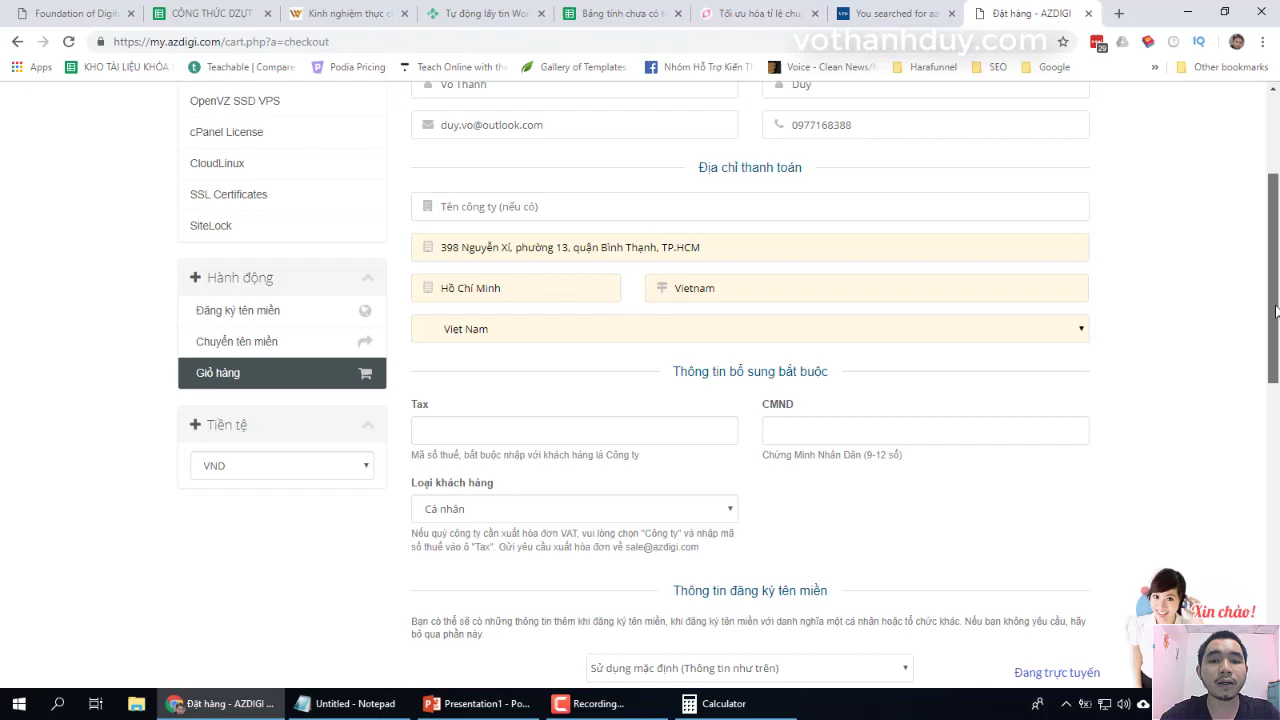 Foundation of Digita
CÔNG THỨC DZỰT
Kinh nghiệm thực c
Tự động lấy tin Wor
Bảng tính chưa có t
Tối ưu hóa tỉ lệ chuy
You searched for az
Đặt hàng - AZDIGI
https://my.azdigi.com/cart.php?a=checkout
vothanhduy.com
29
IQ
Apps
KHO TÀI LIỆU KHÓA
Teachable | Compare
Podia Pricing
Teach Online with the
Gallery of Templates
Nhóm Hỗ Trợ Kiến Th
Voice - Clean News/M
Harafunnel
SEO
Google
»
Other bookmarks
OpenVZ SSD VPS
cPanel License
CloudLinux
SSL Certificates
SiteLock
Hành động
Đăng ký tên miền
Chuyển tên miền
Giỏ hàng
Tiền tệ
VND
Võ Thành
Duy
duy.vo@outlook.com
0977168388
Địa chỉ thanh toán
Tên công ty (nếu có)
398 Nguyễn Xí, phường 13, quận Bình Thạnh, TP.HCM
Hồ Chí Minh
Vietnam
Viet Nam
Thông tin bổ sung bắt buộc
Tax
CMND
Mã số thuế, bắt buộc nhập với khách hàng là Công ty
Chứng Minh Nhân Dân (9-12 số)
Loại khách hàng
Cá nhân
Nếu quý công ty cần xuất hóa đơn VAT, vui lòng chọn "Công ty" và nhập mã
số thuế vào ô "Tax". Gửi yêu cầu xuất hóa đơn về sale@azdigi.com
Thông tin đăng ký tên miền
Bạn có thể sẽ có những thông tin thêm khi đăng ký tên miền, khi đăng ký tên miền với danh nghĩa một cá nhân hoặc tổ chức khác. Nếu bạn không yêu cầu, hãy
bỏ qua phần này.
Sử dụng mặc định (Thông tin như trên)
Xin chào!
Đang trực tuyến
Đặt hàng - AZDIGI ...
Untitled - Notepad
Presentation1 - Po...
Recording...
Calculator